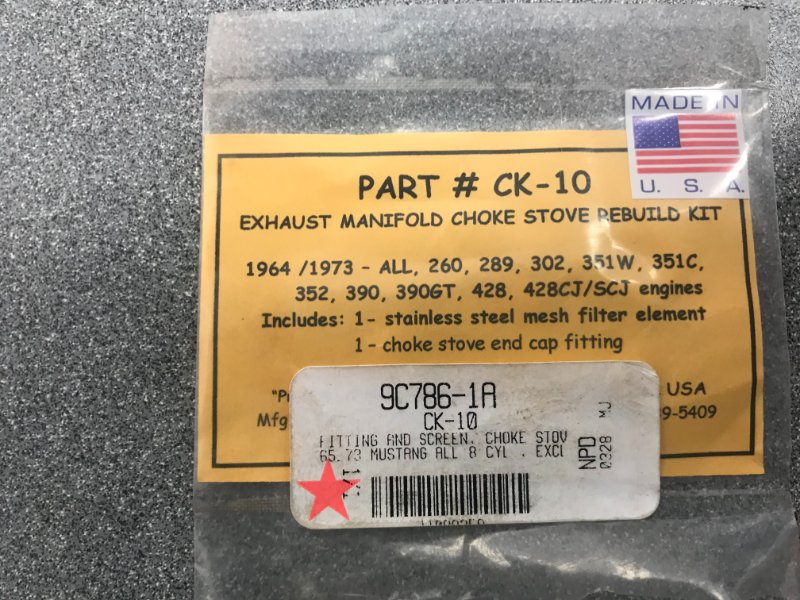 MADE IN
U. S. A.
PART # CK-10
EXHAUST MANIFOLD CHOKE STOVE REBUILD KIT
1964 /1973 - ALL, 260, 289, 302, 351W, 351C,
352, 390, 390GT, 428, 428CJ/SCJ engines
Includes: 1- stainless steel mesh filter element
1 - choke stove end cap fitting
USA
Mfg
9-5409
9C786-1A
CK-10
FITTING AND SCREEN, CHOKE STOV
65-73 MUSTANG ALL 8 CYL . EXCL
NPD
0328 MJ